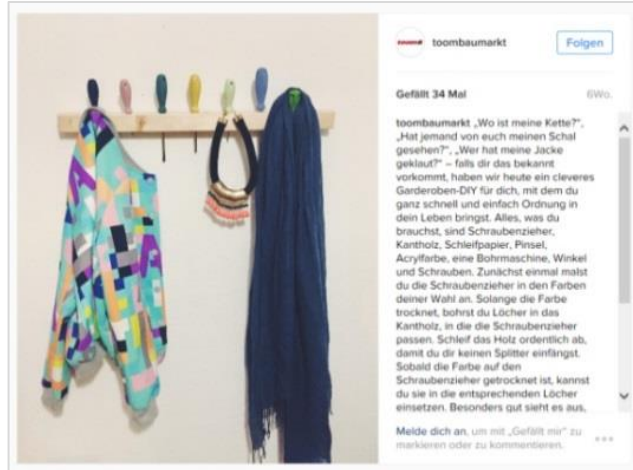 toom
toombaumarkt
Folgen
Gefällt 34 Mal
6Wo.
toombaumarkt „Wo ist meine Kette?“,
„Hat jemand von euch meinen Schal
gesehen?“, „Wer hat meine Jacke
geklaut?“ – falls dir das bekannt
vorkommt, haben wir heute ein cleveres
Garderoben-DIY für dich, mit dem du
ganz schnell und einfach Ordnung in
dein Leben bringst. Alles, was du
brauchst, sind Schraubenzieher,
Kantholz, Schleifpapier, Pinsel,
Acrylfarbe, eine Bohrmaschine, Winkel
und Schrauben. Zunächst einmal malst
du die Schraubenzieher in den Farben
deiner Wahl an. Solange die Farbe
trocknet, bohrst du Löcher in das
Kantholz, in die die Schraubenzieher
passen. Schleif das Holz ordentlich ab,
damit du dir keinen Splitter einfängst.
Sobald die Farbe auf den
Schraubenzieher getrocknet ist, kannst
du sie in die entsprechenden Löcher
einsetzen. Besonders gut sieht es aus,
Melde dich an, um mit „Gefällt mir“ zu
markieren oder zu kommentieren.